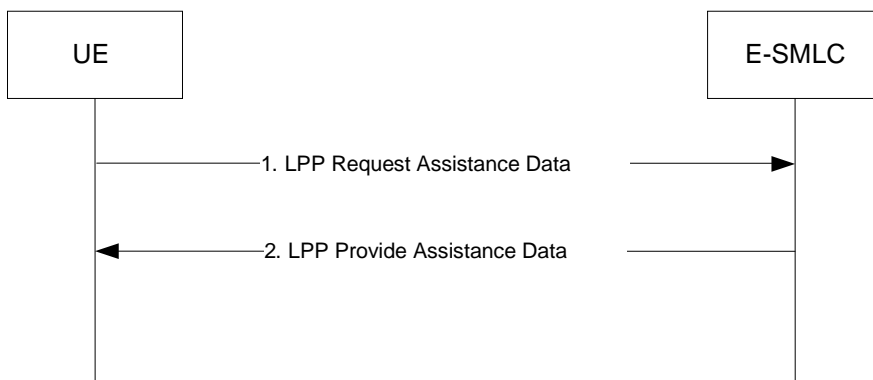 UE
E-SMLC
1. LPP Request Assistance Data
2. LPP Provide Assistance Data